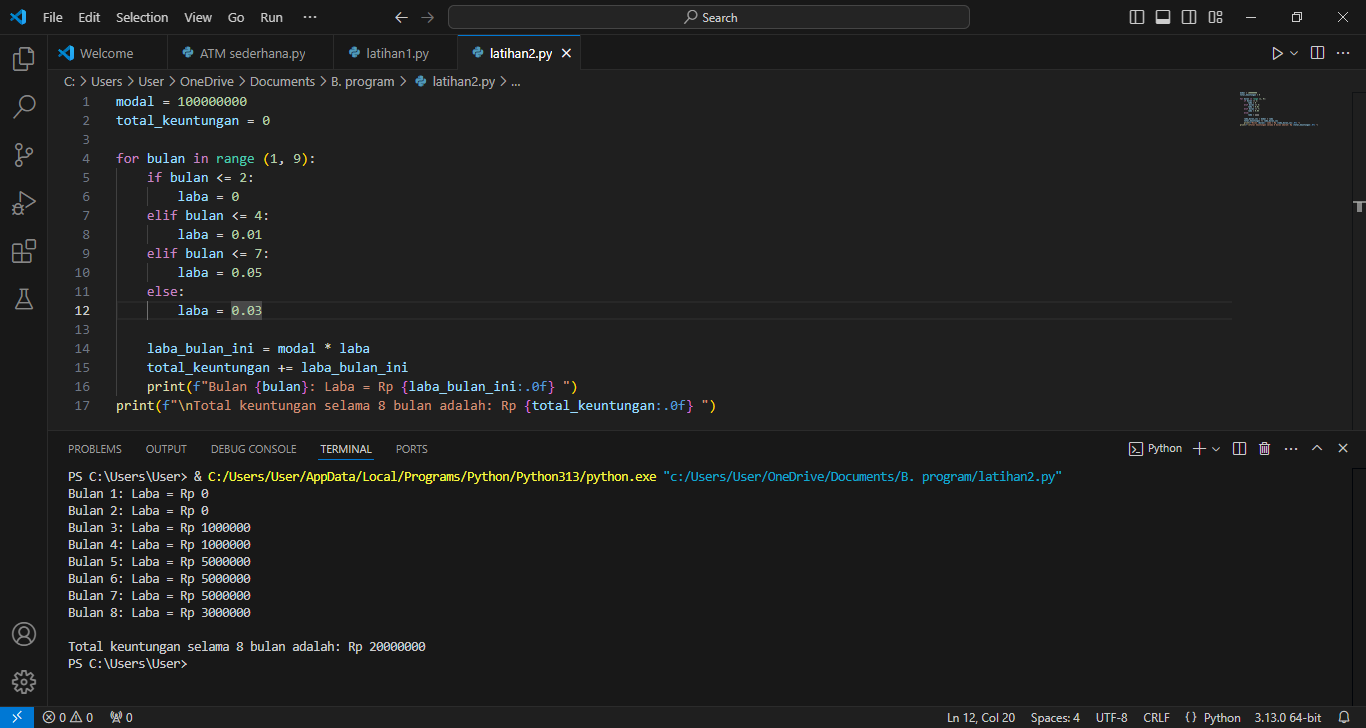 File Edit Selection View Go Run ··· Search
Welcome ATM sederhana.py latihan1.py latihan2.py
C: > Users > User > OneDrive > Documents > B. program > latihan2.py > ...
1 modal = 100000000
2 total_keuntungan = 0
3
4 for bulan in range (1, 9):
5 if bulan <= 2:
6 laba = 0
7 elif bulan <= 4:
8 laba = 0.01
9 elif bulan <= 7:
10 laba = 0.05
11 else:
12 laba = 0.03
13
14 laba_bulan_ini = modal * laba
15 total_keuntungan += laba_bulan_ini
16 print(f"Bulan {bulan}: Laba = Rp {laba_bulan_ini:.0f} ")
17 print(f"\nTotal keuntungan selama 8 bulan adalah: Rp {total_keuntungan:.0f} ")
PROBLEMS OUTPUT DEBUG CONSOLE TERMINAL PORTS Python
PS C:\Users\User> & C:/Users/User/AppData/Local/Programs/Python/Python313/python.exe "c:/Users/User/OneDrive/Documents/B. program/latihan2.py"
Bulan 1: Laba = Rp 0
Bulan 2: Laba = Rp 0
Bulan 3: Laba = Rp 1000000
Bulan 4: Laba = Rp 1000000
Bulan 5: Laba = Rp 5000000
Bulan 6: Laba = Rp 5000000
Bulan 7: Laba = Rp 5000000
Bulan 8: Laba = Rp 3000000
Total keuntungan selama 8 bulan adalah: Rp 20000000
PS C:\Users\User>
0 0 0 Ln 12, Col 20 Spaces: 4 UTF-8 CRLF {} Python 3.13.0 64-bit